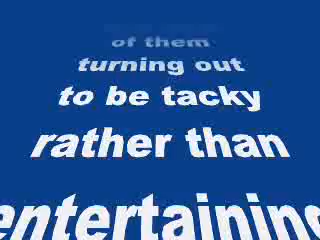 of them
turning out
to be tacky
rather than
entertaining